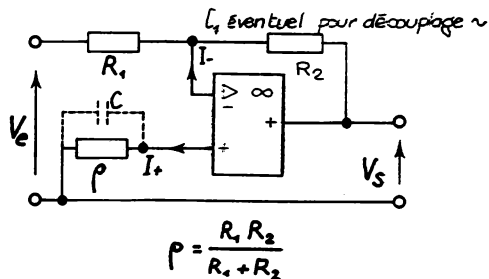 C₁ éventuel pour découplage ~
R₁
I-
R₂
▷ ∞
-
+
C
Ve
+
ρ
I+
Vs
ρ = R₁ R₂ / R₁ + R₂